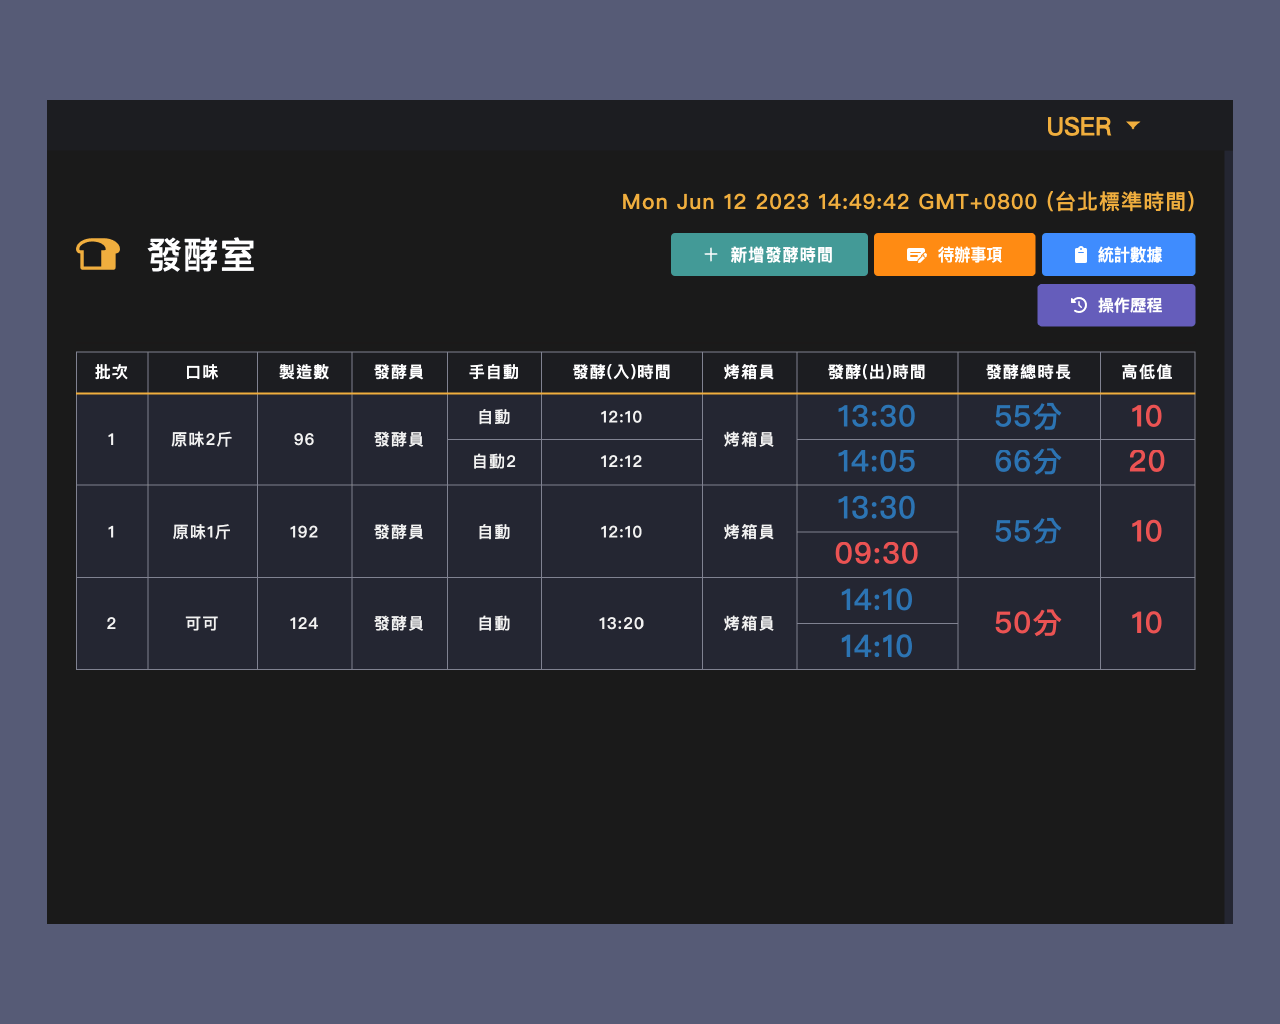 USER
Mon Jun 12 2023 14:49:42 GMT+0800 (台北標準時間)
發酵室
新增發酵時間 待辦事項 統計數據
操作歷程
批次 口味 製造數 發酵員 手自動 發酵(入)時間 烤箱員 發酵(出)時間 發酵總時長 高低值
1 原味2斤 96 發酵員 自動 12:10 烤箱員 13:30 55分 10
自動2 12:12 14:05 66分 20
1 原味1斤 192 發酵員 自動 12:10 烤箱員 13:30 55分 10
09:30
2 可可 124 發酵員 自動 13:20 烤箱員 14:10 50分 10
14:10